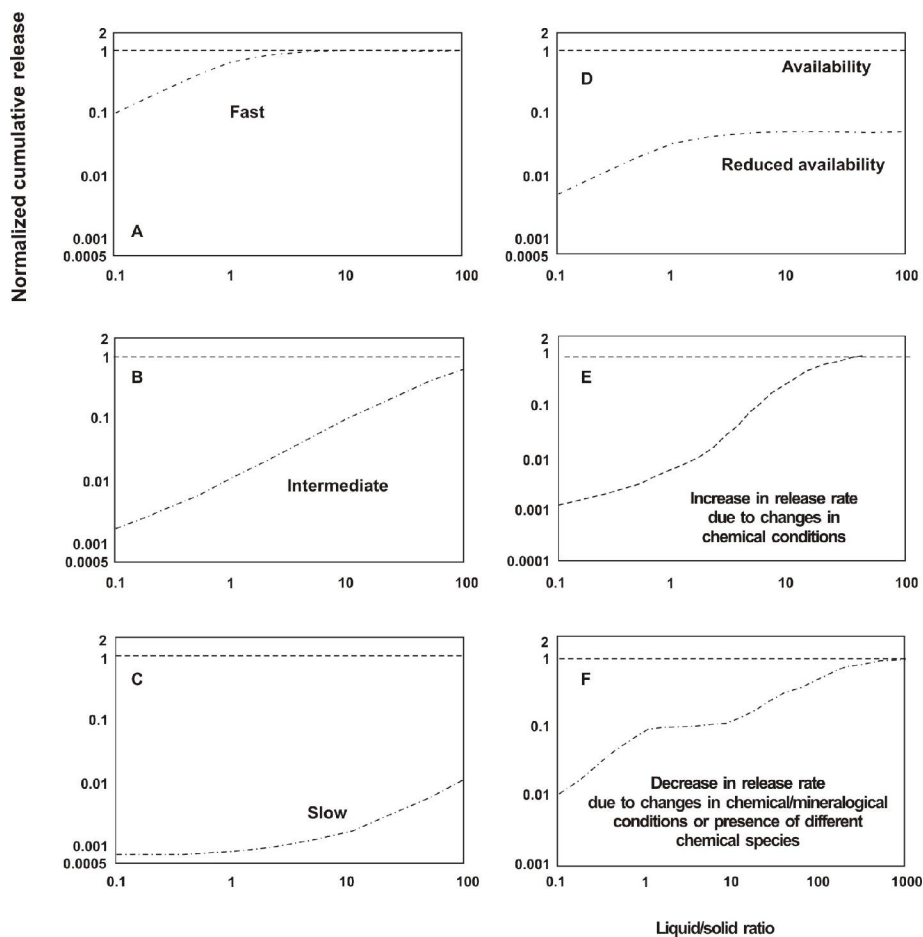 Normalized cumulative release
2
1
0.1
0.01
0.001
0.0005
A
Fast
0.1 1 10 100
2
1
0.1
0.01
0.001
0.0005
D
Availability
Reduced availability
0.1 1 10 100
2
1
0.1
0.01
0.001
0.0005
B
Intermediate
0.1 1 10 100
2
1
0.1
0.01
0.001
0.0001
E
Increase in release rate
due to changes in
chemical conditions
0.1 1 10 100
2
1
0.1
0.01
0.001
0.0005
C
Slow
0.1 1 10 100
2
1
0.1
0.01
0.001
F
Decrease in release rate
due to changes in chemical/mineralogical
conditions or presence of different
chemical species
0.1 1 10 100 1000
Liquid/solid ratio